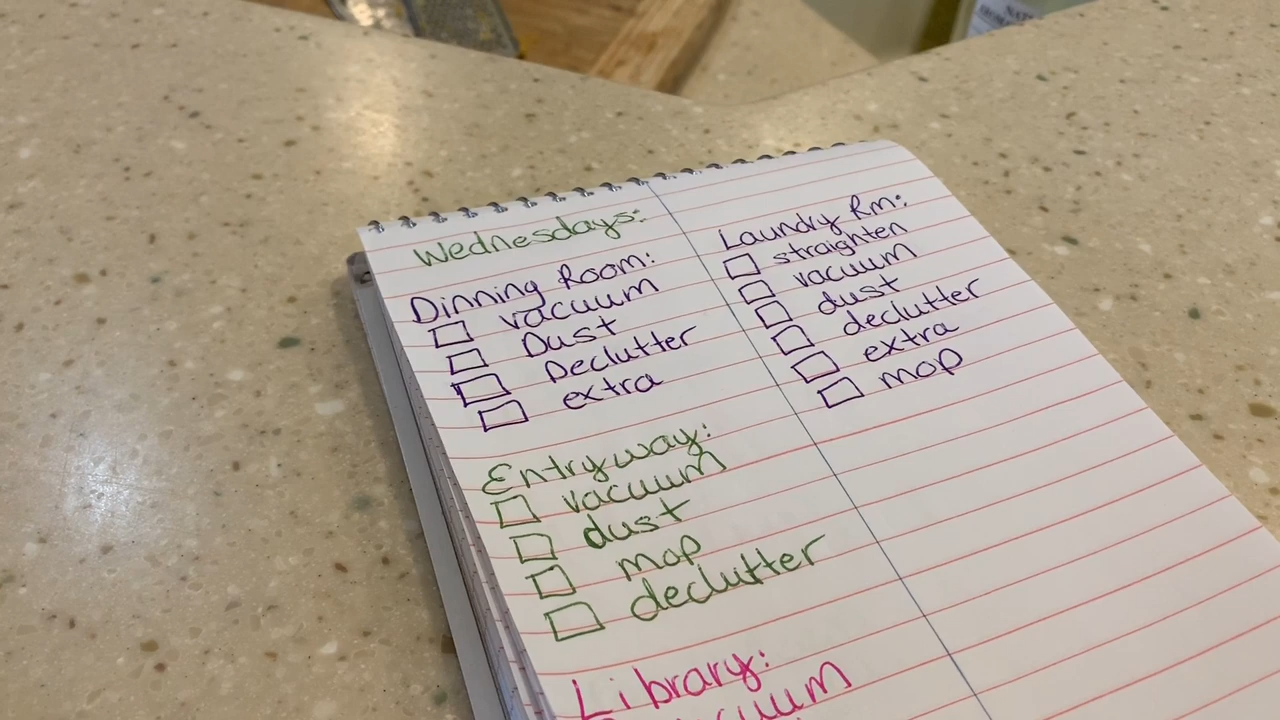 Wednesdays:
Dinning Room:
vacuum
Dust
Declutter
extra
Entryway:
vacuum
dust
mop
declutter
Library:
Laundry Rm:
straighten
vacuum
dust
declutter
extra
mop